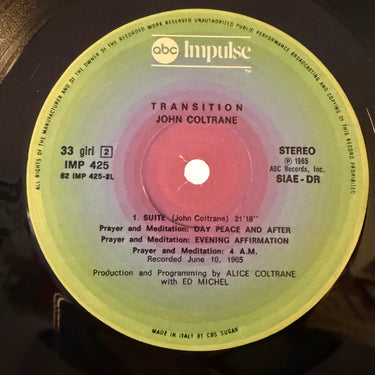 ALL RIGHTS OF THE MANUFACTURER AND OF THE OWNER OF THE RECORDED WORK RESERVED UNAUTHORIZED PUBLIC PERFORMANCE BROADCASTING AND COPYING OF THIS RECORD PROHIBITED
abc Impulse
TM
TRANSITION
JOHN COLTRANE
33 giri 2
STEREO
IMP 425
℗ 1965
62 IMP 425-2L
ABC Records, Inc.
SIAE - DR
1. SUITE (John Coltrane) 21'18''
Prayer and Meditation: DAY PEACE AND AFTER
Prayer and Meditation: EVENING AFFIRMATION
Prayer and Meditation: 4 A.M.
Recorded June 10, 1965
Production and Programming by ALICE COLTRANE
with ED MICHEL
MADE IN ITALY BY CBS SUGAR